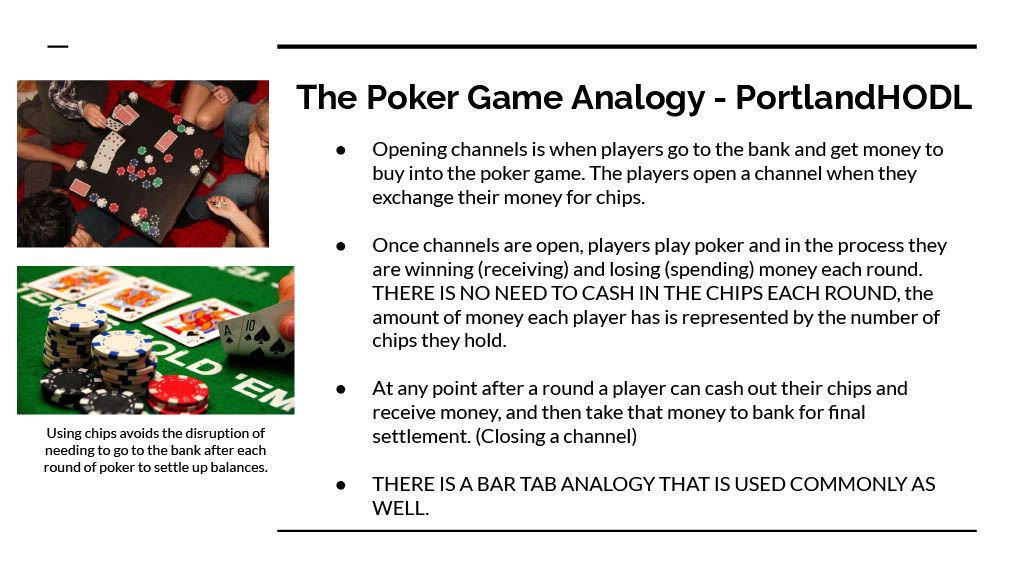 The Poker Game Analogy - PortlandHODL
● Opening channels is when players go to the bank and get money to
buy into the poker game. The players open a channel when they
exchange their money for chips.
● Once channels are open, players play poker and in the process they
are winning (receiving) and losing (spending) money each round.
THERE IS NO NEED TO CASH IN THE CHIPS EACH ROUND, the
amount of money each player has is represented by the number of
chips they hold.
● At any point after a round a player can cash out their chips and
receive money, and then take that money to bank for final
settlement. (Closing a channel)
● THERE IS A BAR TAB ANALOGY THAT IS USED COMMONLY AS
WELL.
A
10
OLD 'EM
Using chips avoids the disruption of
needing to go to the bank after each
round of poker to settle up balances.